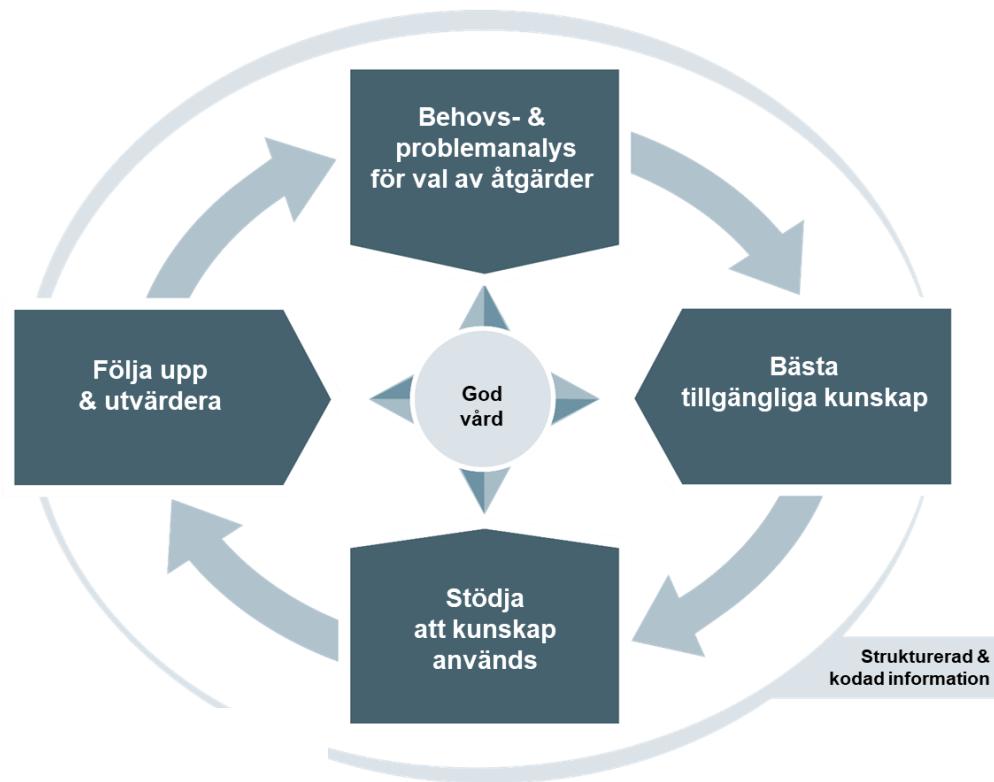 Behovs- &
problemanalys
för val av åtgärder
Följa upp
& utvärdera
God
vård
Bästa
tillgängliga kunskap
Stödja
att kunskap
används
Strukturerad &
kodad information